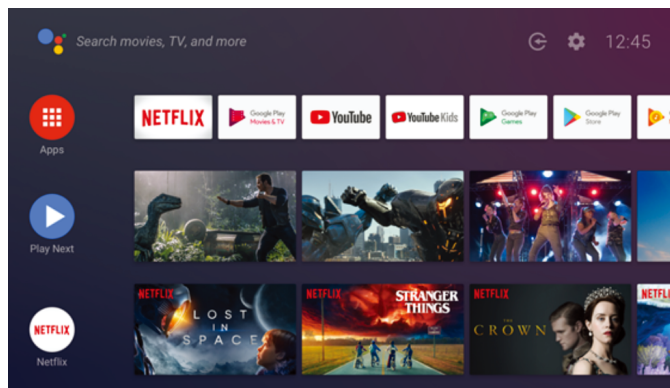 Search movies, TV, and more
12:45
Apps
NETFLIX
Google Play
Movies & TV
YouTube
YouTube Kids
Google Play
Games
Google Play
Store
Play Next
NETFLIX
Netflix
NETFLIX
LOST
IN
SPACE
NETFLIX
STRANGER
THINGS
NETFLIX
THE
CROWN